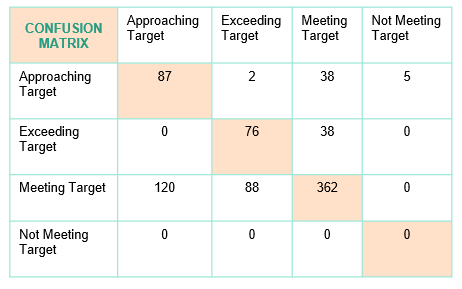 CONFUSION
MATRIX
Approaching
Target
Exceeding
Target
Meeting
Target
Not Meeting
Target
Approaching
Target
87
2
38
5
Exceeding
Target
0
76
38
0
Meeting Target
120
88
362
0
Not Meeting
Target
0
0
0
0